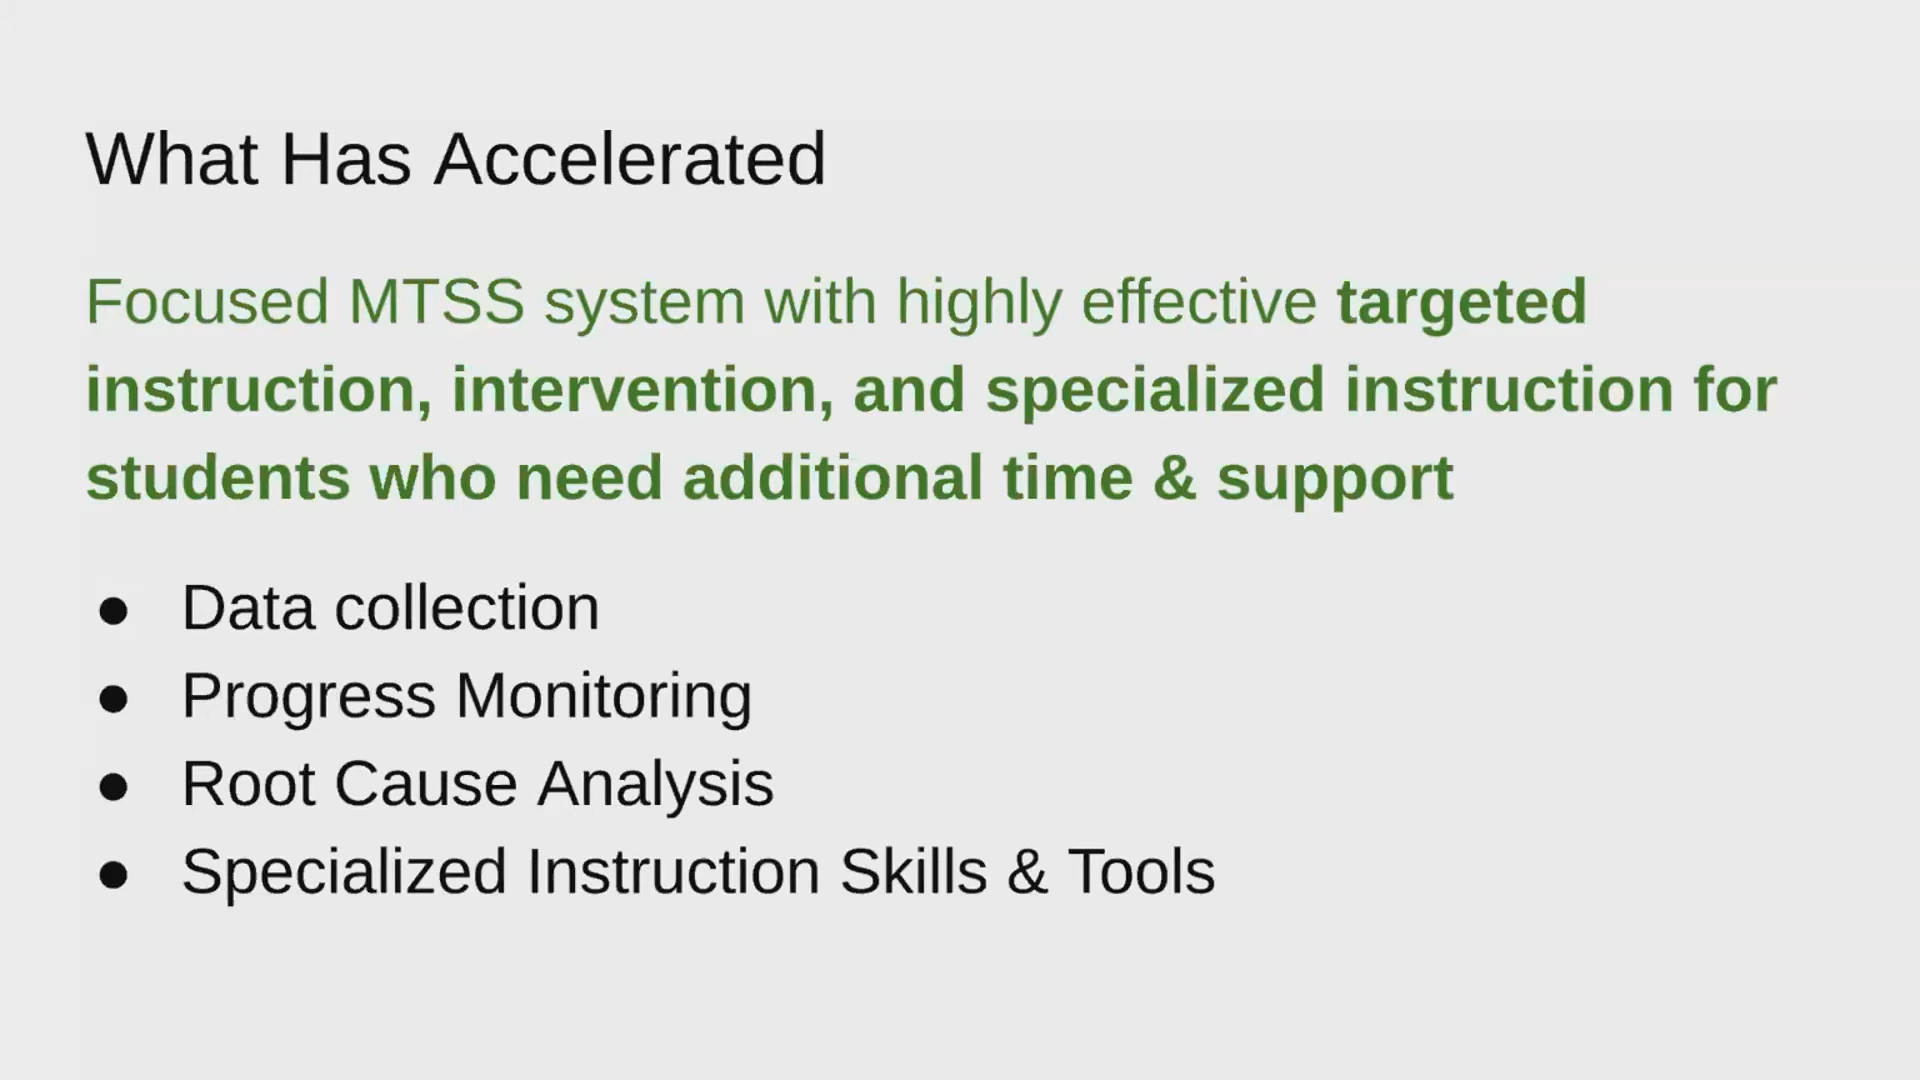 What Has Accelerated
Focused MTSS system with highly effective targeted
instruction, intervention, and specialized instruction for
students who need additional time & support
● Data collection
● Progress Monitoring
● Root Cause Analysis
● Specialized Instruction Skills & Tools